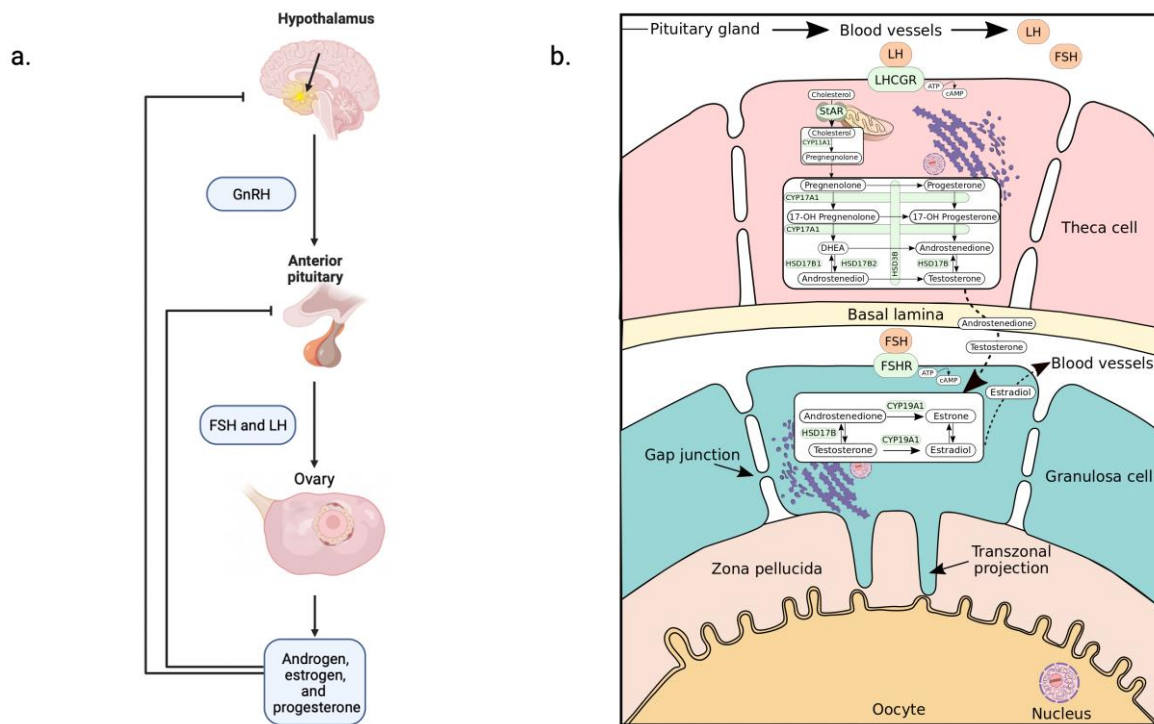 a.
Hypothalamus
GnRH
Anterior
pituitary
FSH and LH
Ovary
Androgen,
estrogen,
and
progesterone
b.
Pituitary gland
Blood vessels
LH
FSH
LH
LHCGR
ATP
cAMP
Cholesterol
StAR
Cholesterol
CYP11A1
Pregnegnolone
Pregnenolone
Progesterone
CYP17A1
17-OH Pregnenolone
17-OH Progesterone
CYP17A1
HSD3B
DHEA
Androstenedione
HSD17B1
HSD17B2
HSD17B
Androstenediol
Testosterone
Theca cell
Basal lamina
Androstenedione
Testosterone
FSH
FSHR
ATP
cAMP
Blood vessels
Estradiol
CYP19A1
Androstenedione
Estrone
HSD17B
CYP19A1
Testosterone
Estradiol
Gap junction
Granulosa cell
Zona pellucida
Transzonal
projection
Oocyte
Nucleus